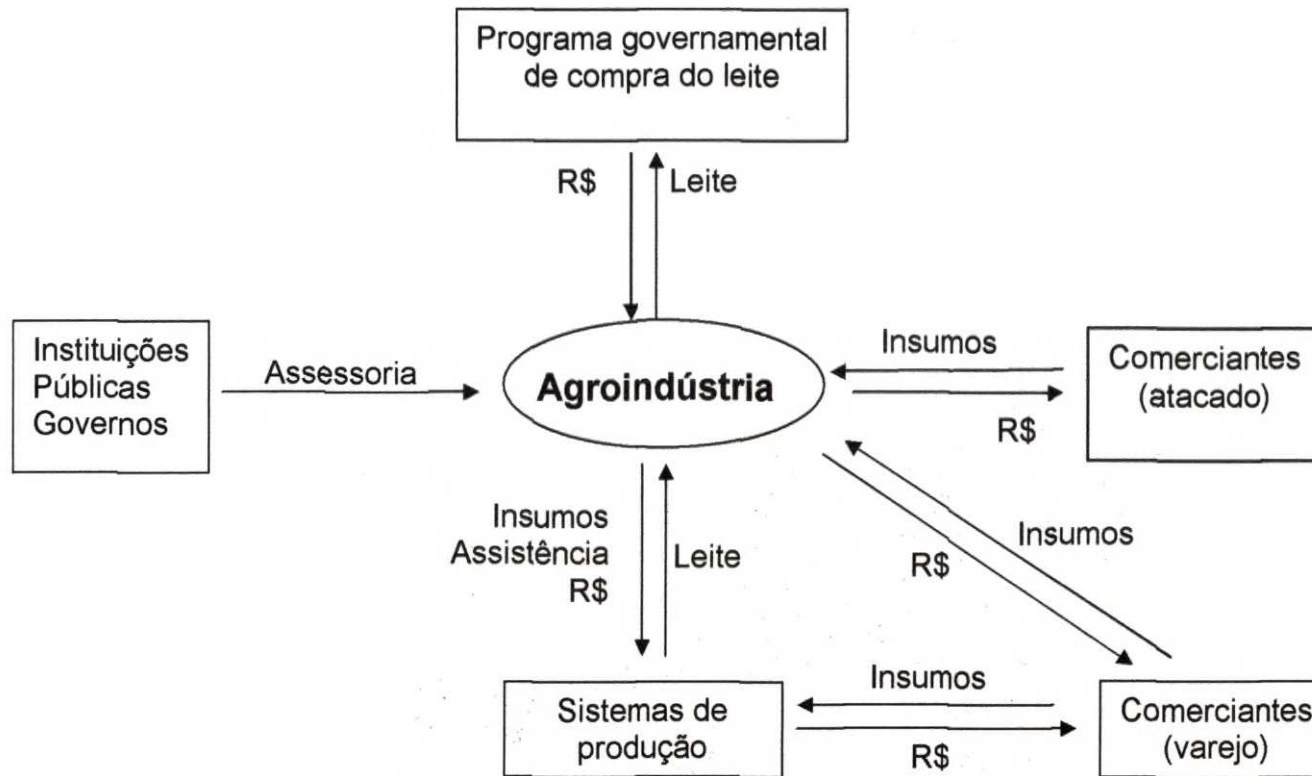 Programa governamental
de compra do leite
R$
Leite
Instituições
Públicas
Governos
Assessoria
Agroindústria
Insumos
R$
Comerciantes
(atacado)
Insumos
Assistência
R$
Leite
Insumos
R$
Sistemas de
produção
Insumos
R$
Comerciantes
(varejo)